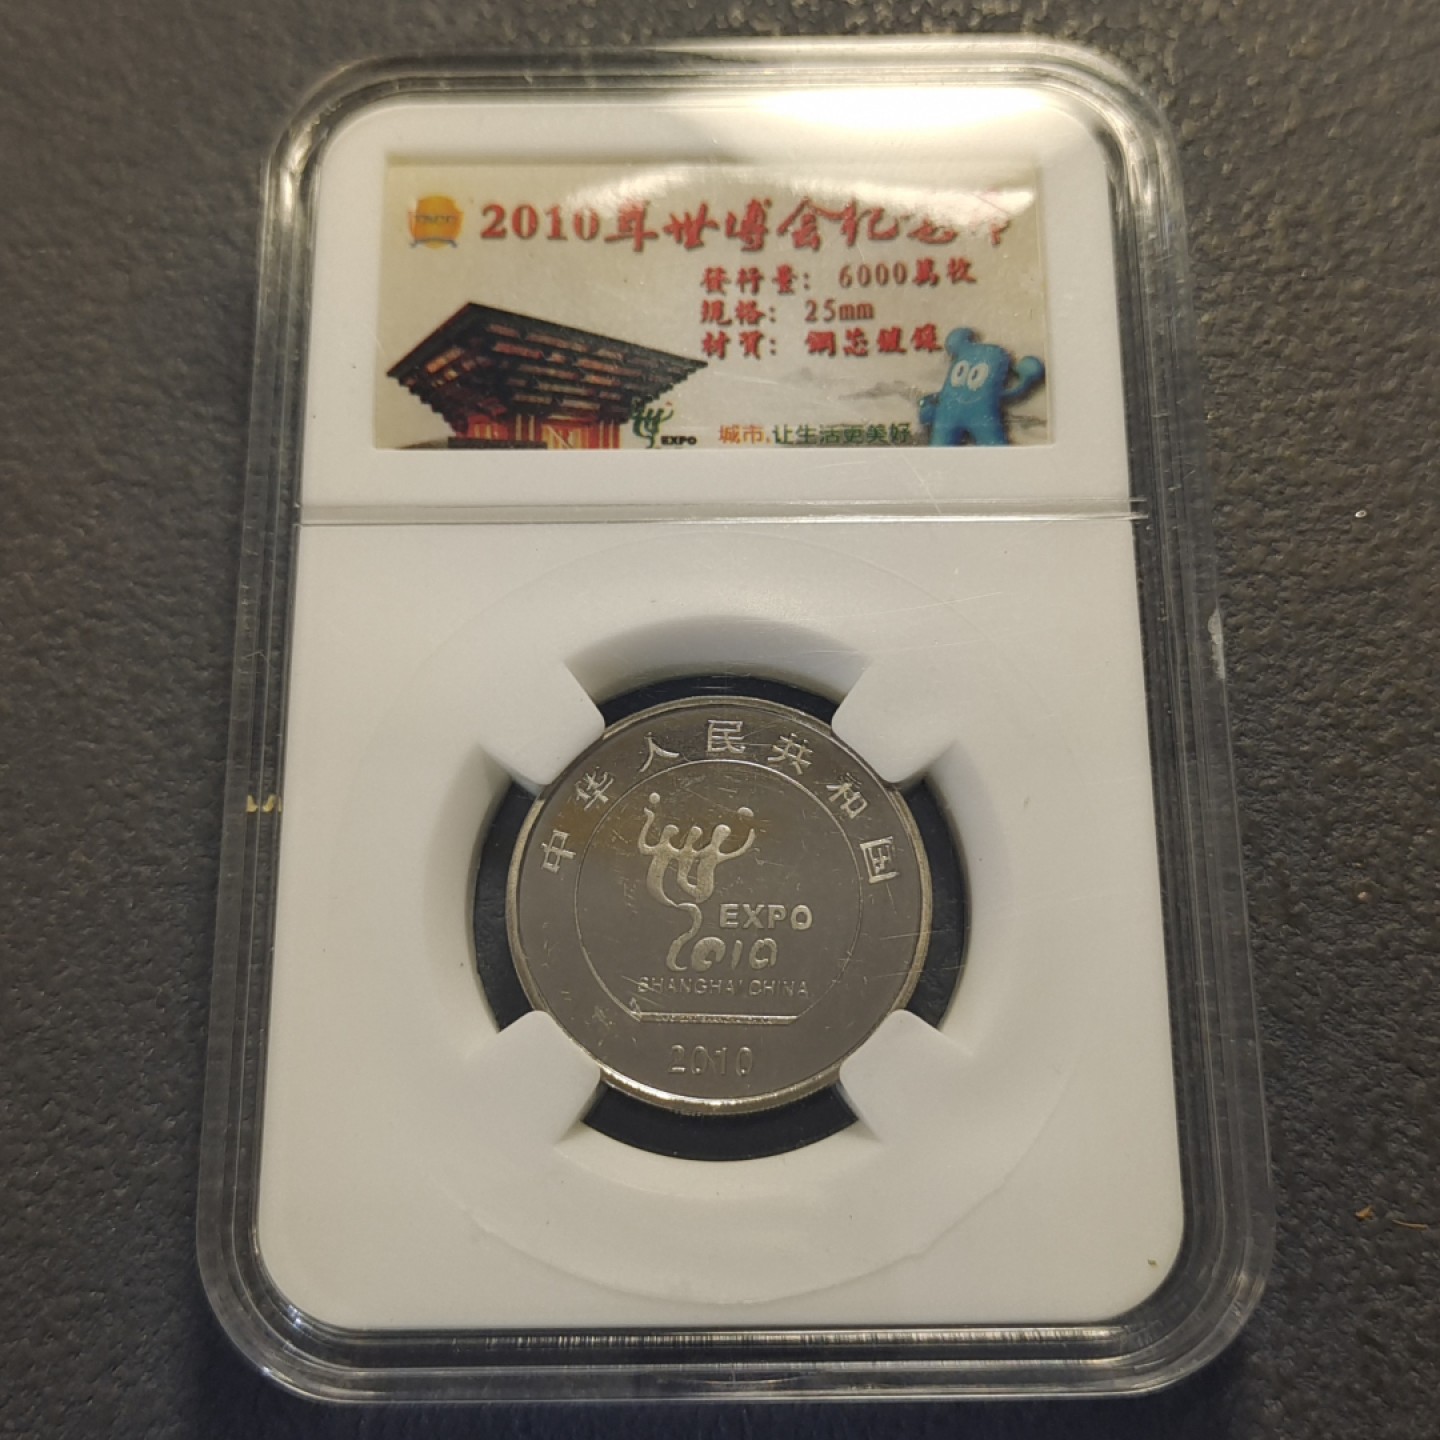 2010年世博会纪念币
發行量: 6000萬枚
規格: 25mm
材質: 鋼芯鍍鎳
EXPO
城市,让生活更美好
中华人民共和国
EXPO
2010
SHANGHAI CHINA
2010